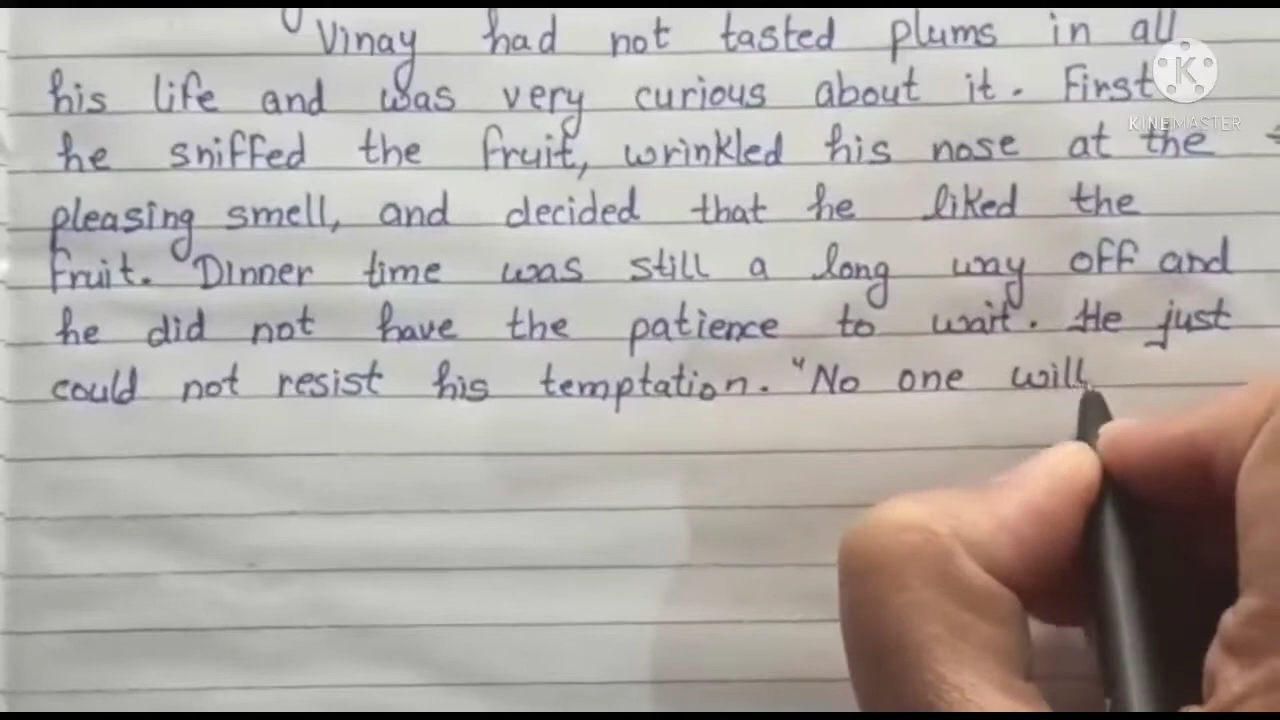 Vinay had not tasted plums in all
his life and was very curious about it. First
he sniffed the fruit, wrinkled his nose at the
pleasing smell, and decided that he liked the
fruit. Dinner time was still a long way off and
he did not have the patience to wait. He just
could not resist his temptation. "No one will
K
KINEMASTER